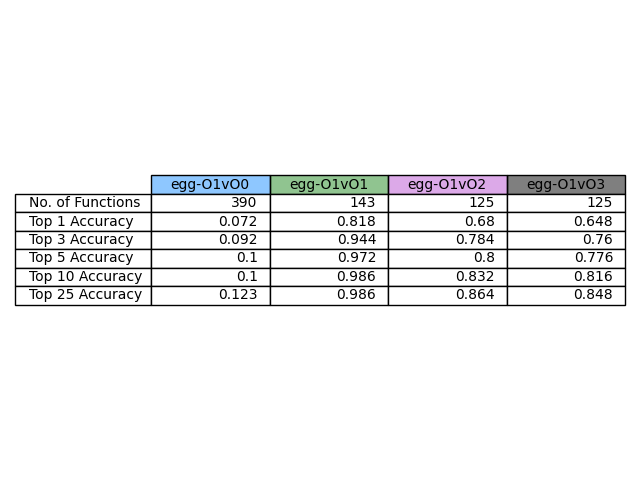 egg-O1vO0 egg-O1vO1 egg-O1vO2 egg-O1vO3
No. of Functions 390 143 125 125
Top 1 Accuracy 0.072 0.818 0.68 0.648
Top 3 Accuracy 0.092 0.944 0.784 0.76
Top 5 Accuracy 0.1 0.972 0.8 0.776
Top 10 Accuracy 0.1 0.986 0.832 0.816
Top 25 Accuracy 0.123 0.986 0.864 0.848